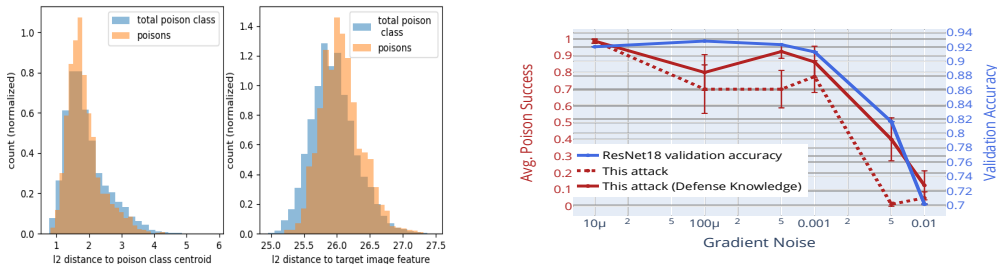 count (normalized)
1.0
0.8
0.6
0.4
0.2
0.0
total poison class
poisons
1 2 3 4 5 6
l2 distance to poison class centroid
count (normalized)
1.4
1.2
1.0
0.8
0.6
0.4
0.2
0.0
total poison
class
poisons
25.0 25.5 26.0 26.5 27.0 27.5
l2 distance to target image feature
Avg. Poison Success
1
0.9
0.8
0.7
0.6
0.5
0.4
0.3
0.2
0.1
0
ResNet18 validation accuracy
This attack
This attack (Defense Knowledge)
10μ 2 5 100μ 2 5 0.001 2 5 0.01
Gradient Noise
0.94
0.92
0.9
0.88
0.86
0.84
0.82
0.8
0.78
0.76
0.74
0.72
0.7
Validation Accuracy